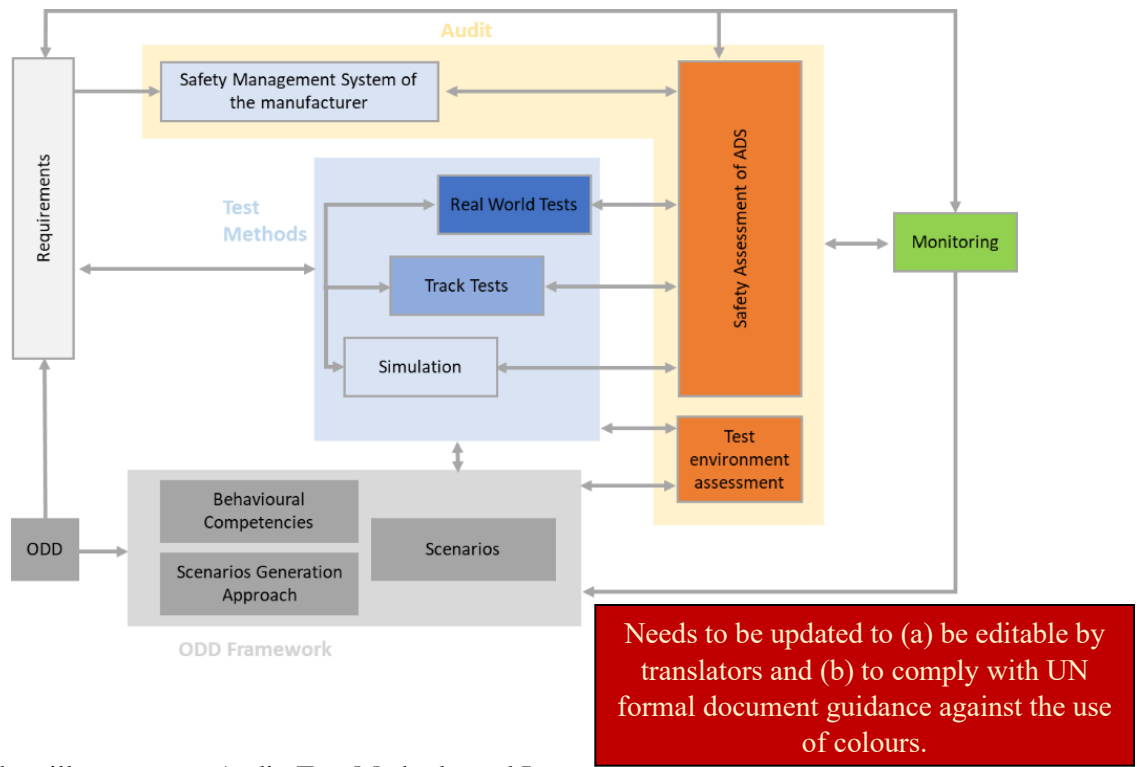 Audit
Safety Management System of
the manufacturer
Requirements
Safety Assessment of ADS
Test
Methods
Real World Tests
Track Tests
Simulation
Monitoring
Test
environment
assessment
Behavioural
Competencies
ODD
Scenarios
Scenarios Generation
Approach
ODD Framework
Needs to be updated to (a) be editable by
translators and (b) to comply with UN
formal document guidance against the use
of colours.